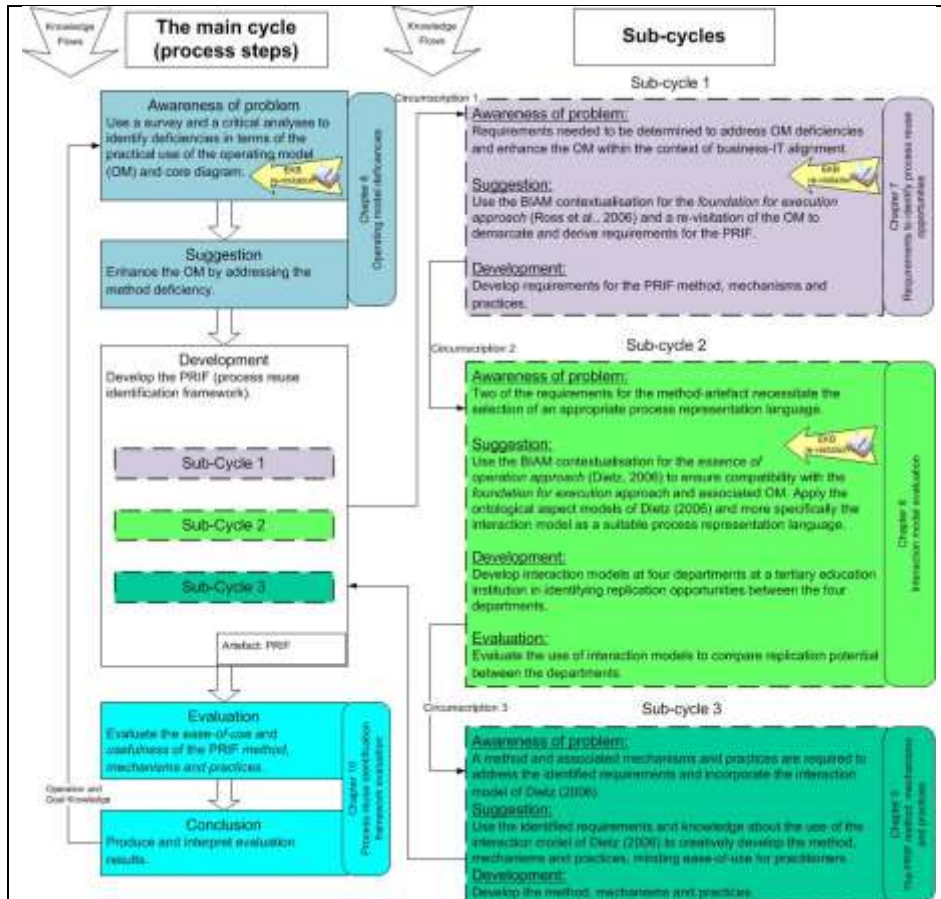 Knowledge
Flows
The main cycle
(process steps)
Knowledge
Flows
Sub-cycles
Awareness of problem
Use a survey and a critical analyses to
identify deficiencies in terms of the
practical use of the operating model
(OM) and core diagram.
EKB
re-visitation
Chapter 6
Operating model deficiencies
Suggestion
Enhance the OM by addressing the
method deficiency.
Development
Develop the PRIF (process reuse
identification framework).
Sub-Cycle 1
Sub-Cycle 2
Sub-Cycle 3
Artefact: PRIF
Evaluation
Evaluate the ease-of-use and
usefulness of the PRIF method,
mechanisms and practices.
Chapter 10
Process reuse identification
framework evaluation
Operation and
Goal Knowledge
Conclusion
Produce and interpret evaluation
results.
Circumscription 1
Sub-cycle 1
Awareness of problem:
Requirements needed to be determined to address OM deficiencies
and enhance the OM within the context of business-IT alignment.
EKB
re-visitation
Suggestion:
Use the BIAM contextualisation for the foundation for execution
approach (Ross et al., 2006) and a re-visitation of the OM to
demarcate and derive requirements for the PRIF.
Development:
Develop requirements for the PRIF method, mechanisms and
practices.
Chapter 7
Requirements to identify process reuse
opportunities
Circumscription 2
Sub-cycle 2
Awareness of problem:
Two of the requirements for the method-artefact necessitate the
selection of an appropriate process representation language.
EKB
re-visitation
Suggestion:
Use the BIAM contextualisation for the essence of
operation approach (Dietz, 2006) to ensure compatibility with the
foundation for execution approach and associated OM. Apply the
ontological aspect models of Dietz (2006) and more specifically the
interaction model as a suitable process representation language.
Development:
Develop interaction models at four departments at a tertiary education
institution in identifying replication opportunities between the four
departments.
Evaluation:
Evaluate the use of interaction models to compare replication potential
between the departments.
Chapter
Interaction model evaluation
Circumscription 3
Sub-cycle 3
Awareness of problem:
A method and associated mechanisms and practices are required to
address the identified requirements and incorporate the interaction
model of Dietz (2006).
Suggestion:
Use the identified requirements and knowledge about the use of the
interaction model of Dietz (2006) to creatively develop the method,
mechanisms and practices, minding ease-of-use for practitioners.
Development:
Develop the method, mechanisms and practices.
Chapter
The PRIF method, mechanisms
and practices